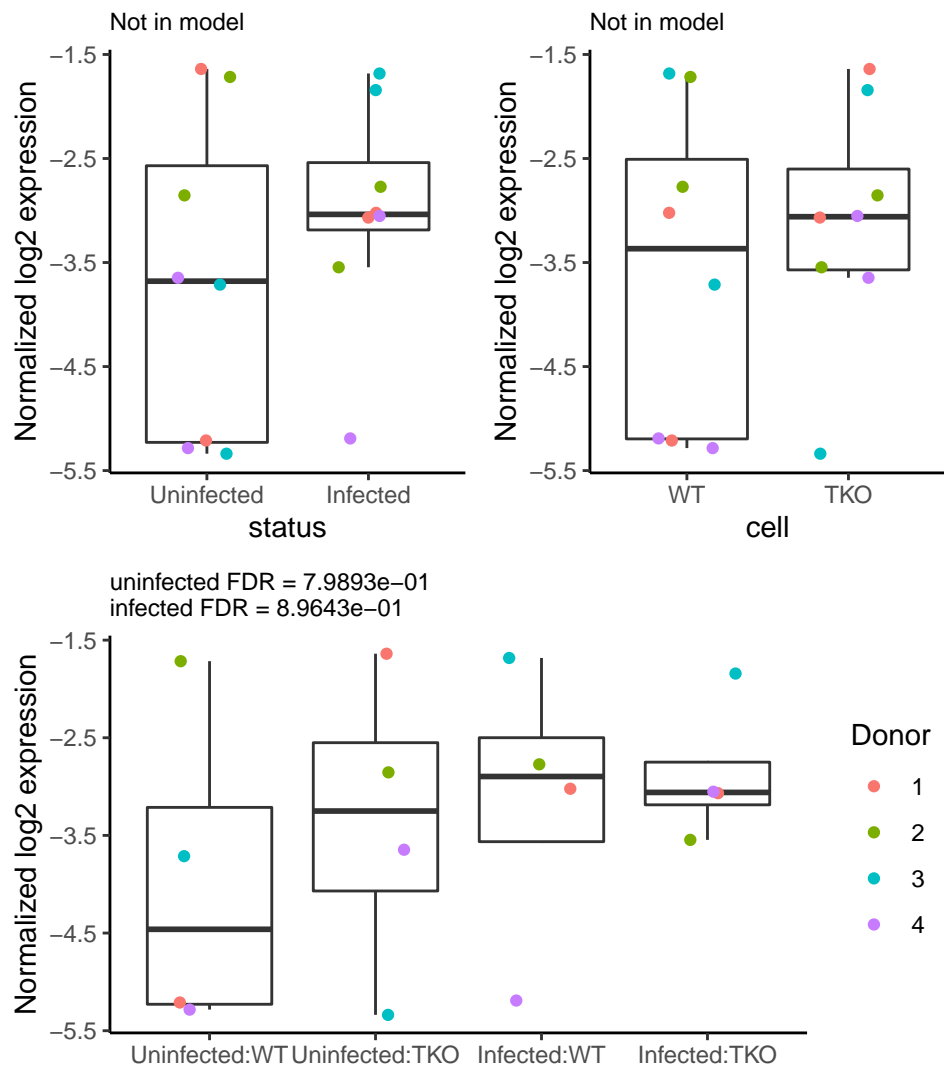 Not in model
Normalized log2 expression
−1.5
−2.5
−3.5
−4.5
−5.5
Uninfected Infected
status
Not in model
Normalized log2 expression
−1.5
−2.5
−3.5
−4.5
−5.5
WT TKO
cell
uninfected FDR = 7.9893e−01
infected FDR = 8.9643e−01
Normalized log2 expression
−1.5
−2.5
−3.5
−4.5
−5.5
Uninfected:WT Uninfected:TKO Infected:WT Infected:TKO
Donor
1
2
3
4